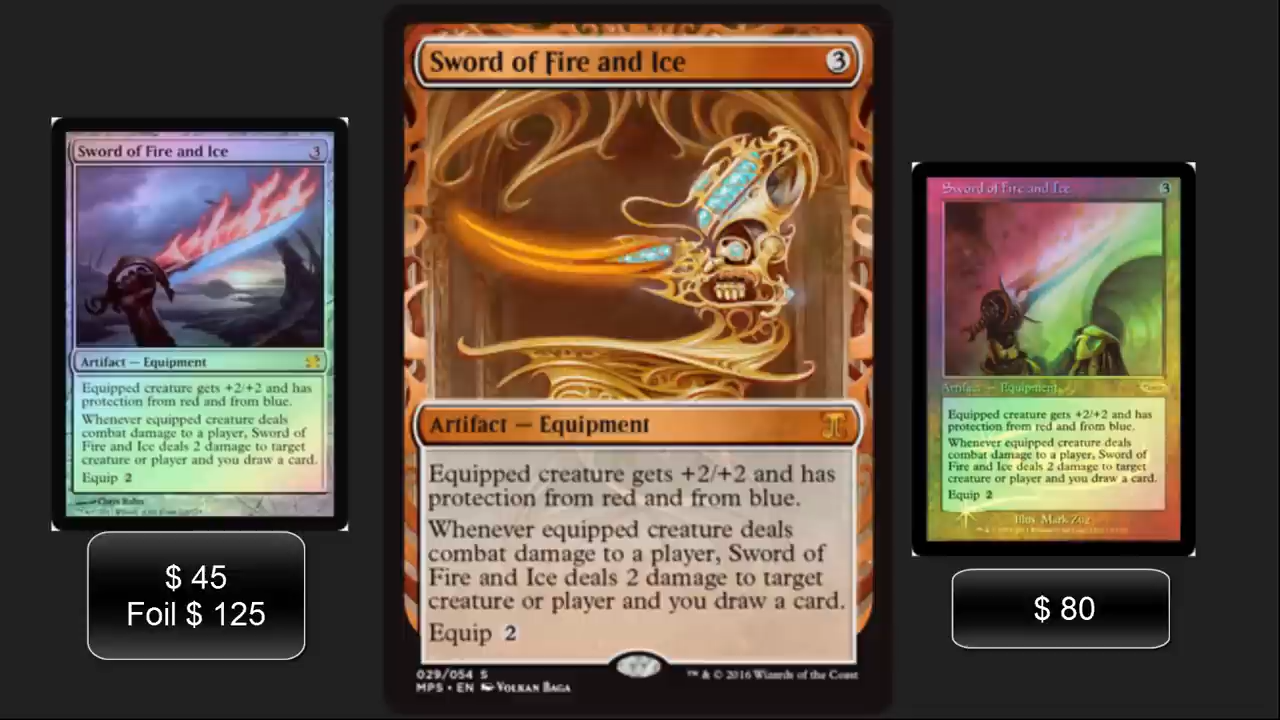 Sword of Fire and Ice 3
Artifact — Equipment
Equipped creature gets +2/+2 and has
protection from red and from blue.
Whenever equipped creature deals
combat damage to a player, Sword of
Fire and Ice deals 2 damage to target
creature or player and you draw a card.
Equip 2
Chris Rahn
$ 45
Foil $ 125
Sword of Fire and Ice 3
Artifact — Equipment
Equipped creature gets +2/+2 and has
protection from red and from blue.
Whenever equipped creature deals
combat damage to a player, Sword of
Fire and Ice deals 2 damage to target
creature or player and you draw a card.
Equip 2
029/054 S
MPS • EN Volkan Baga
™ & © 2016 Wizards of the Coast
Sword of Fire and Ice 3
Artifact — Equipment
Equipped creature gets +2/+2 and has
protection from red and from blue.
Whenever equipped creature deals
combat damage to a player, Sword of
Fire and Ice deals 2 damage to target
creature or player and you draw a card.
Equip 2
Illus. Mark Zug
$ 80